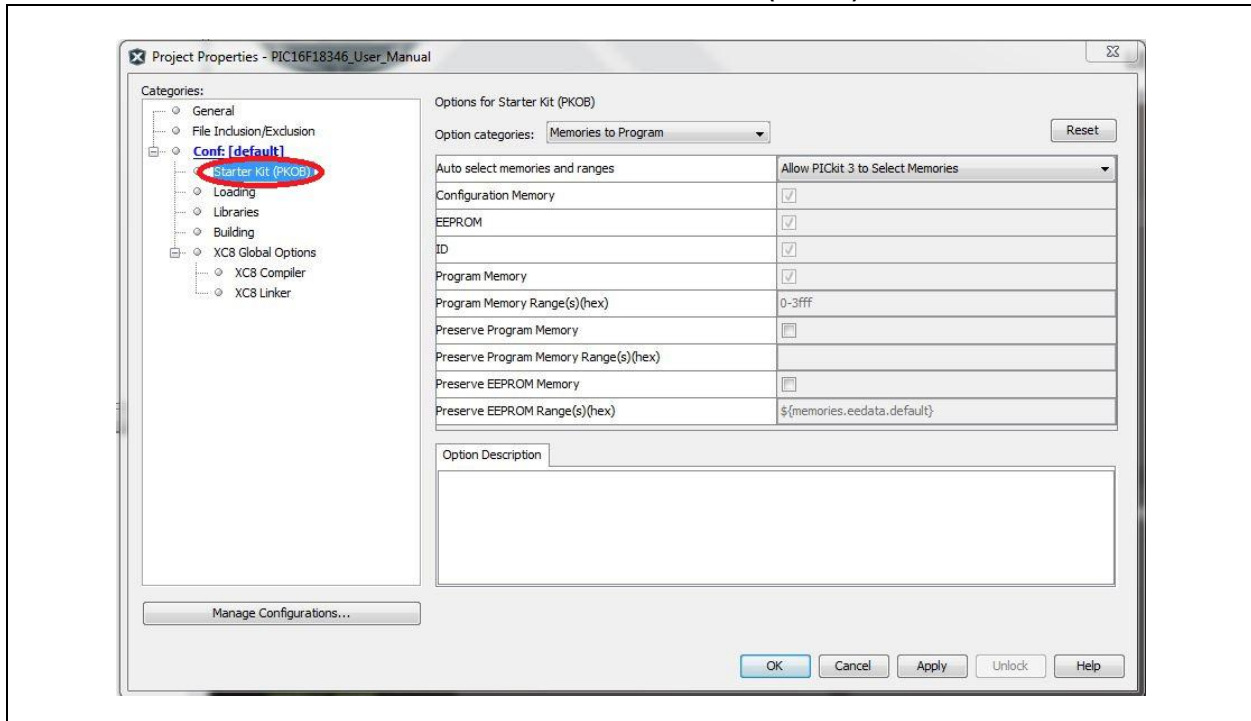 Project Properties - PIC16F18346_User_Manual
Categories:
General
File Inclusion/Exclusion
Conf: [default]
Starter Kit (PKOB)
Loading
Libraries
Building
XC8 Global Options
XC8 Compiler
XC8 Linker
Manage Configurations...
Options for Starter Kit (PKOB)
Option categories: Memories to Program Reset
Auto select memories and ranges Allow PICkit 3 to Select Memories
Configuration Memory
EEPROM
ID
Program Memory
Program Memory Range(s)(hex) 0-3fff
Preserve Program Memory
Preserve Program Memory Range(s)(hex)
Preserve EEPROM Memory
Preserve EEPROM Range(s)(hex) ${memories.eedata.default}
Option Description
OK Cancel Apply Unlock Help